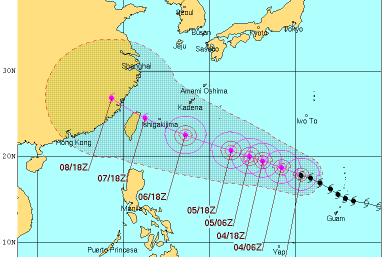 Seoul
Busan
Kyoto
Tokyo
Jeju
Sasebo
Shanghai
30N
Amami Oshima
Kadena
Iwo To
Ishigakijima
Hong Kong
20N
08/18Z
07/18Z
06/18Z
05/18Z
05/06Z
04/18Z
04/06Z
Manila
Guam
Yap
10N
Puerto Princesa